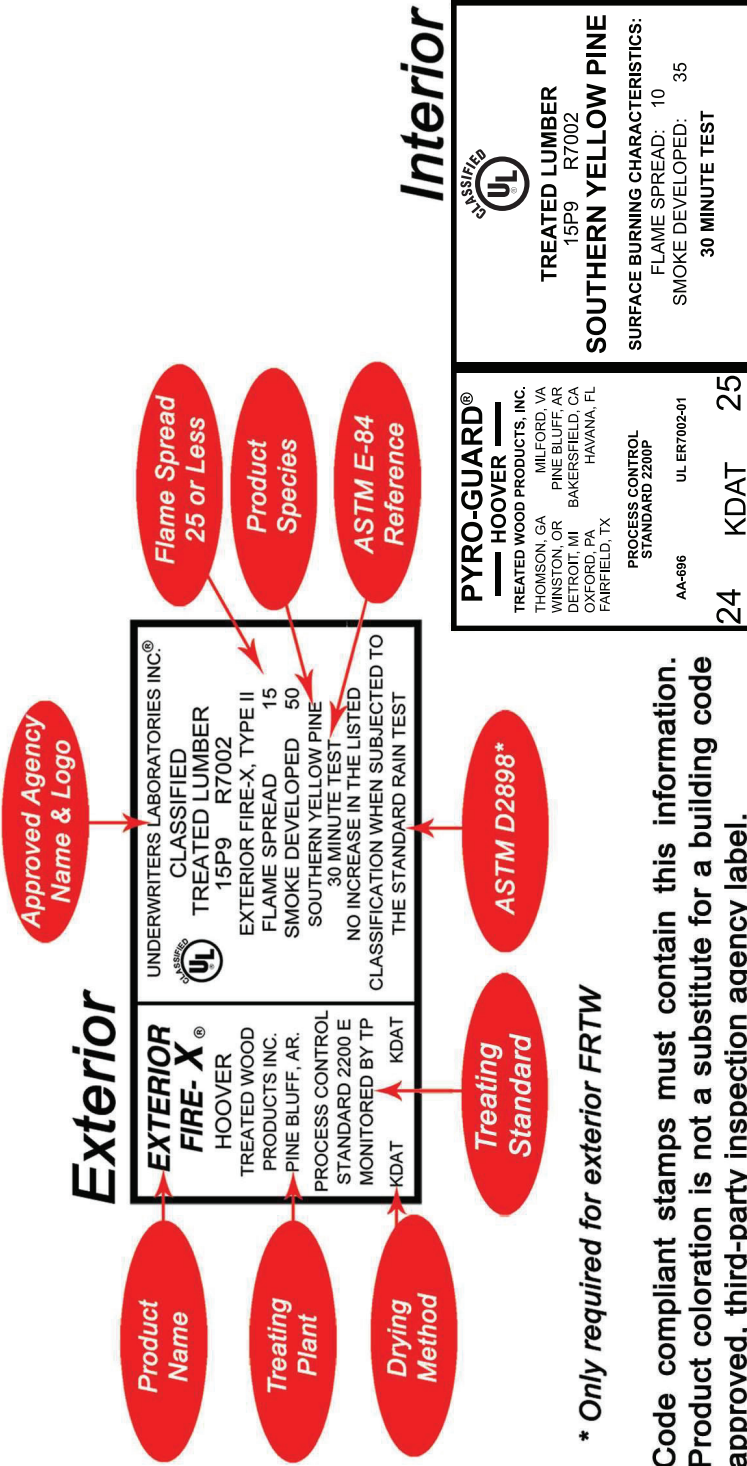 Exterior
Approved Agency
Name & Logo
Product
Name
Treating
Plant
Drying
Method
EXTERIOR
FIRE- X®
HOOVER
TREATED WOOD
PRODUCTS INC.
PINE BLUFF, AR.
PROCESS CONTROL
STANDARD 2200 E
MONITORED BY TP
KDAT KDAT
UNDERWRITERS LABORATORIES INC.®
CLASSIFIED
UL
®
CLASSIFIED
TREATED LUMBER
15P9 R7002
EXTERIOR FIRE-X, TYPE II
FLAME SPREAD 15
SMOKE DEVELOPED 50
SOUTHERN YELLOW PINE
30 MINUTE TEST
NO INCREASE IN THE LISTED
CLASSIFICATION WHEN SUBJECTED TO
THE STANDARD RAIN TEST
Flame Spread
25 or Less
Product
Species
ASTM E-84
Reference
Treating
Standard
ASTM D2898*
* Only required for exterior FRTW
Interior
PYRO-GUARD®
HOOVER
TREATED WOOD PRODUCTS, INC.
THOMSON, GA MILFORD, VA
WINSTON, OR PINE BLUFF, AR
DETROIT, MI BAKERSFIELD, CA
OXFORD, PA HAVANA, FL
FAIRFIELD, TX
PROCESS CONTROL
STANDARD 2200P
AA-696 UL ER7002-01
24 KDAT 25
CLASSIFIED
UL
®
TREATED LUMBER
15P9 R7002
SOUTHERN YELLOW PINE
SURFACE BURNING CHARACTERISTICS:
FLAME SPREAD: 10
SMOKE DEVELOPED: 35
30 MINUTE TEST
Code compliant stamps must contain this information.
Product coloration is not a substitute for a building code
approved, third-party inspection agency label.